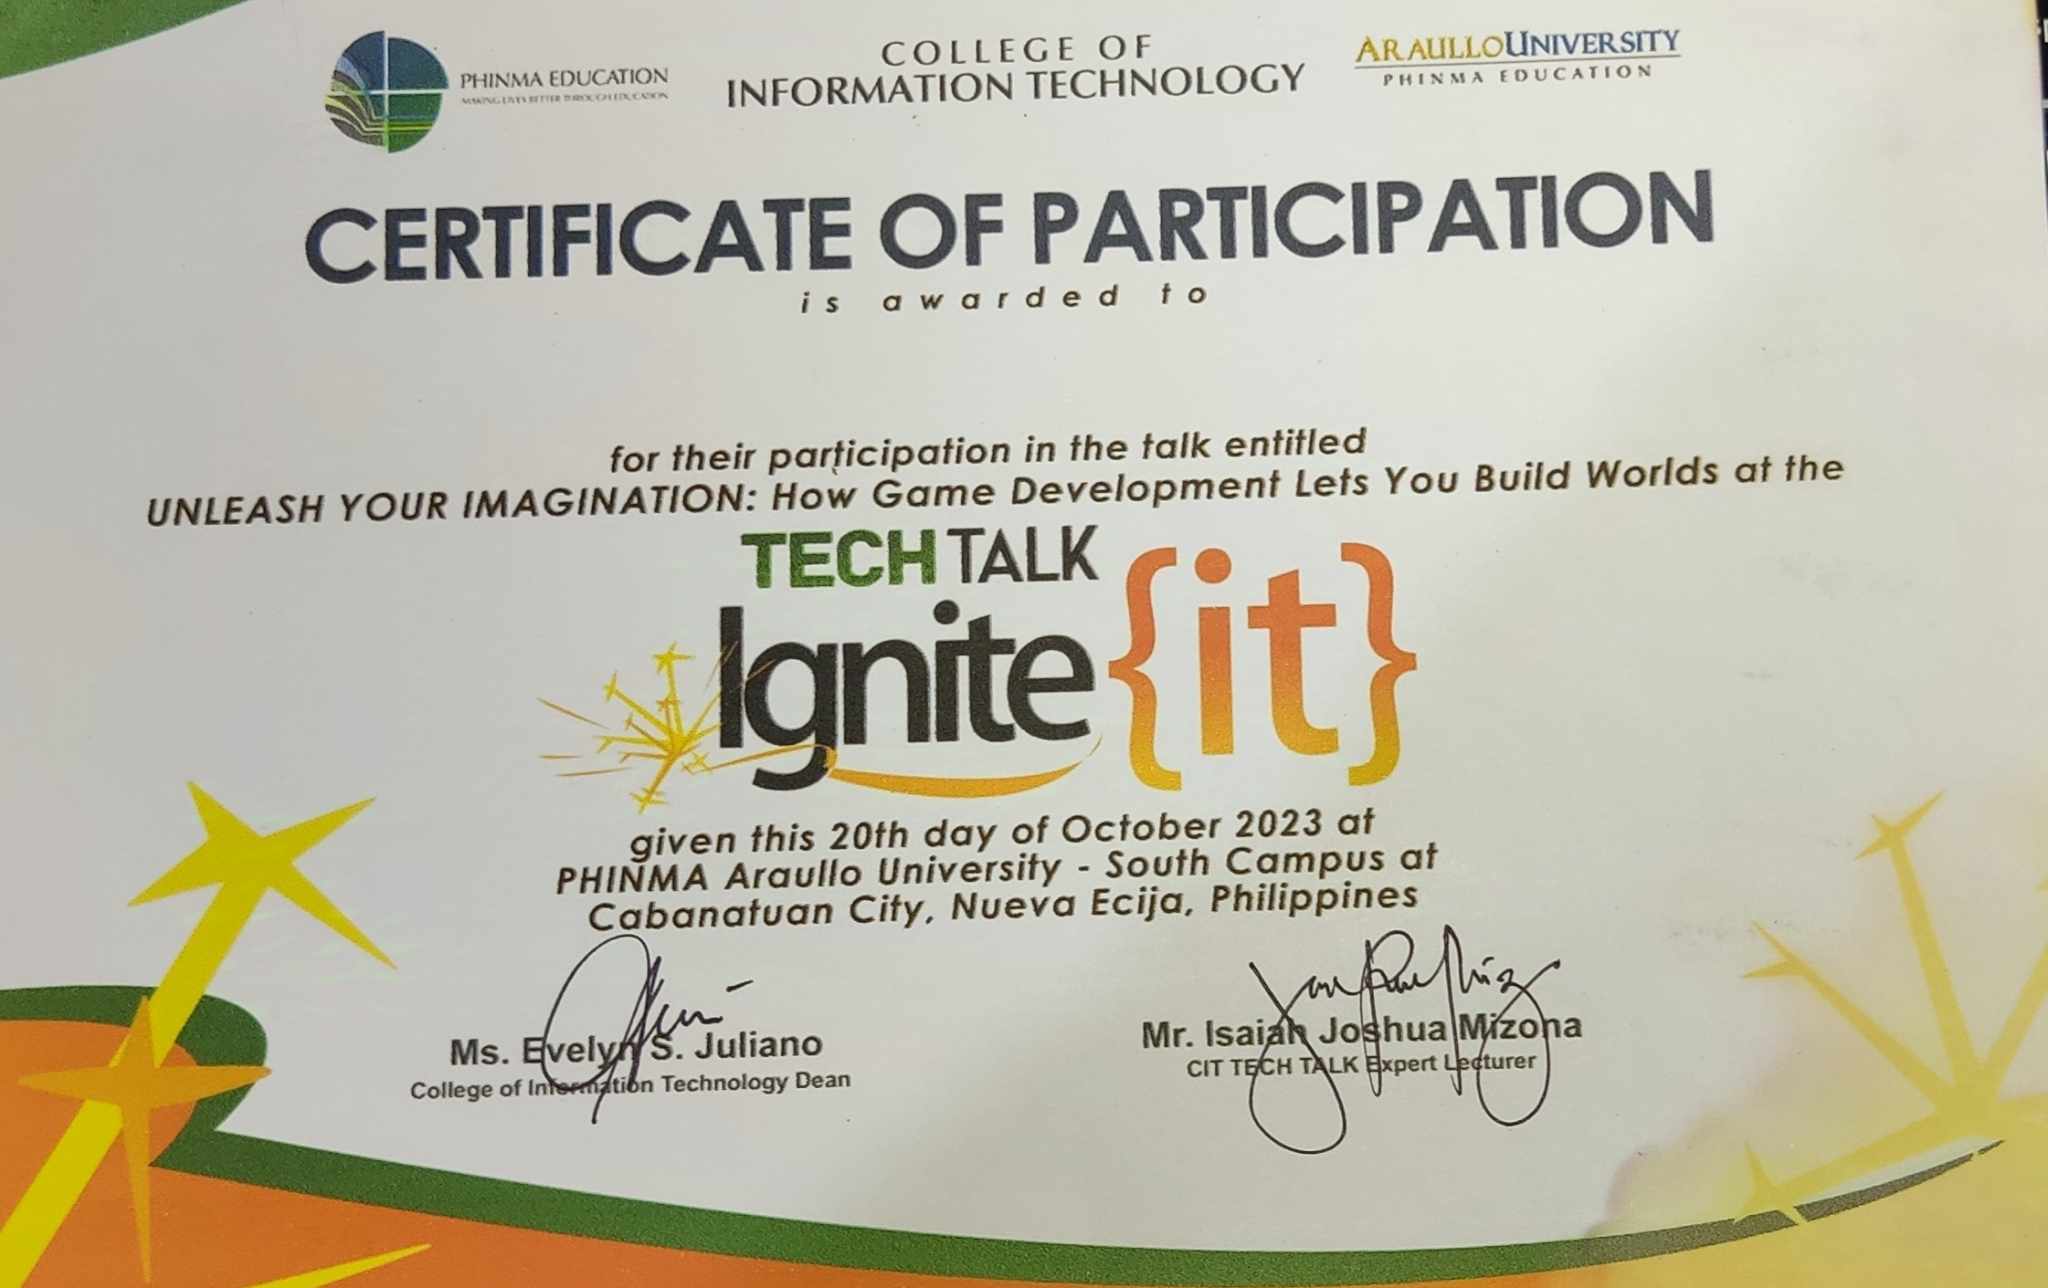 PHINMA EDUCATION
MAKING LIVES BETTER THROUGH EDUCATION
COLLEGE OF
INFORMATION TECHNOLOGY
ARAULLO UNIVERSITY
PHINMA EDUCATION
CERTIFICATE OF PARTICIPATION
is awarded to
for their participation in the talk entitled
UNLEASH YOUR IMAGINATION: How Game Development Lets You Build Worlds at the
TECH TALK
Ignite {it}
given this 20th day of October 2023 at
PHINMA Araullo University - South Campus at
Cabanatuan City, Nueva Ecija, Philippines
Ms. Evelyn S. Juliano
College of Information Technology Dean
Mr. Isaiah Joshua Mizona
CIT TECH TALK Expert Lecturer